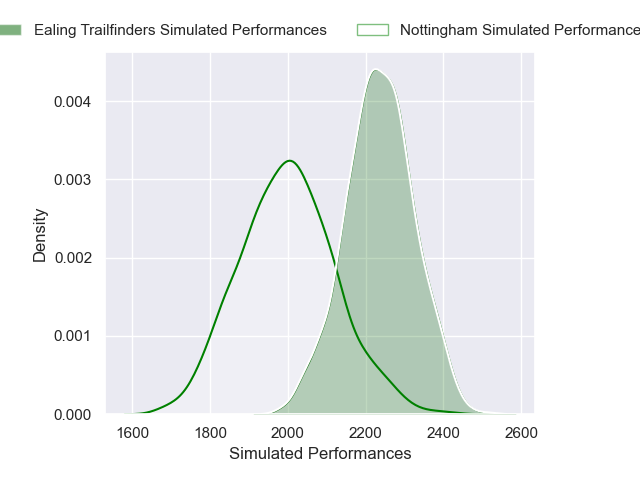 Ealing Trailfinders Simulated Performances Nottingham Simulated Performance
0.004
0.003
0.002
0.001
0.000
Density
1600 1800 2000 2200 2400 2600
Simulated Performances